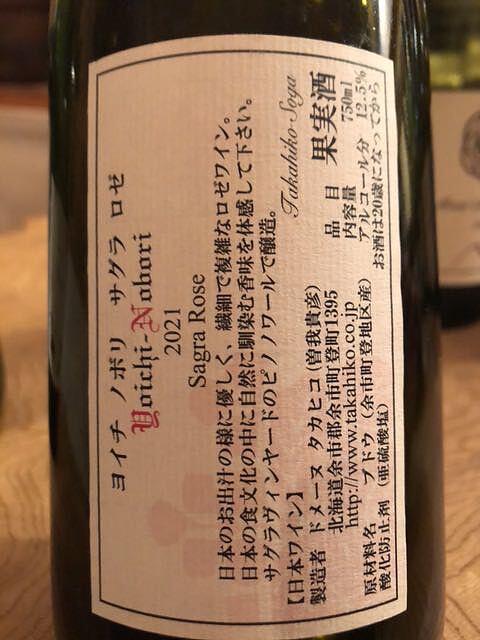 ヨイチ ノボリ サグラ ロゼ
Yoichi-Nobori
2021
Sagra Rose
日本のお出汁の様に優しく、繊細で複雑なロゼワイン。
日本の食文化の中に自然に馴染む香味を体感して下さい。
サグラヴィンヤードのピノノワールで醸造。
Takahiko Soga
【日本ワイン】
製造者 ドメーヌ タカヒコ(曽我貴彦)
北海道余市郡余市町登町1395
http://www.takahiko.co.jp
原材料名 ブドウ(余市町登地区産)
酸化防止剤(亜硫酸塩)
品目 果実酒
内容量 750ml
アルコール分 12.5%
お酒は20歳になってから